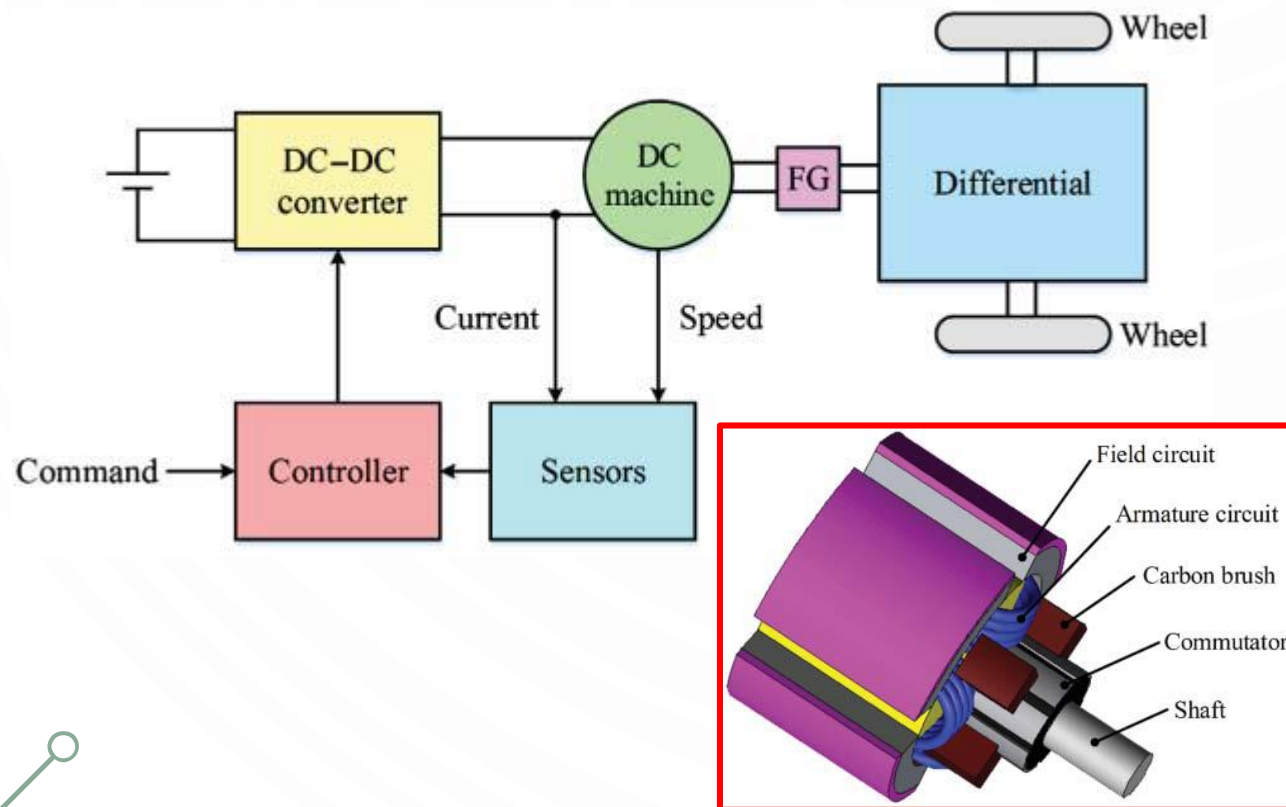 Wheel
DC–DC
converter
DC
machine
FG
Differential
Current
Speed
Wheel
Command
Controller
Sensors
Field circuit
Armature circuit
Carbon brush
Commutator
Shaft